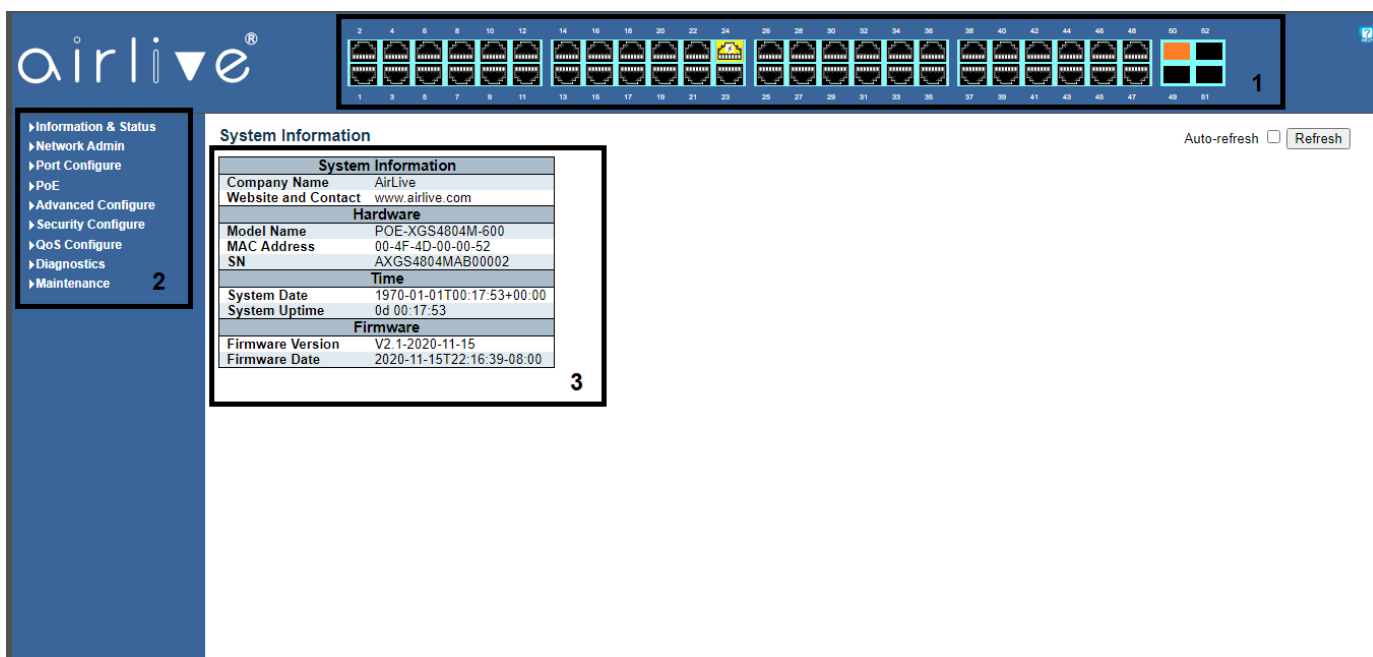 airlive®
2 4 6 8 10 12 14 16 18 20 22 24 26 28 30 32 34 36 38 40 42 44 46 48 50 52
1 3 5 7 9 11 13 15 17 19 21 23 25 27 29 31 33 35 37 39 41 43 45 47 49 51
1
HELP
Information & Status
Network Admin
Port Configure
PoE
Advanced Configure
Security Configure
QoS Configure
Diagnostics
Maintenance
2
System Information
Auto-refresh Refresh
System Information
Company Name AirLive
Website and Contact www.airlive.com
Hardware
Model Name POE-XGS4804M-600
MAC Address 00-4F-4D-00-00-52
SN AXGS4804MAB00002
Time
System Date 1970-01-01T00:17:53+00:00
System Uptime 0d 00:17:53
Firmware
Firmware Version V2.1-2020-11-15
Firmware Date 2020-11-15T22:16:39-08:00
3